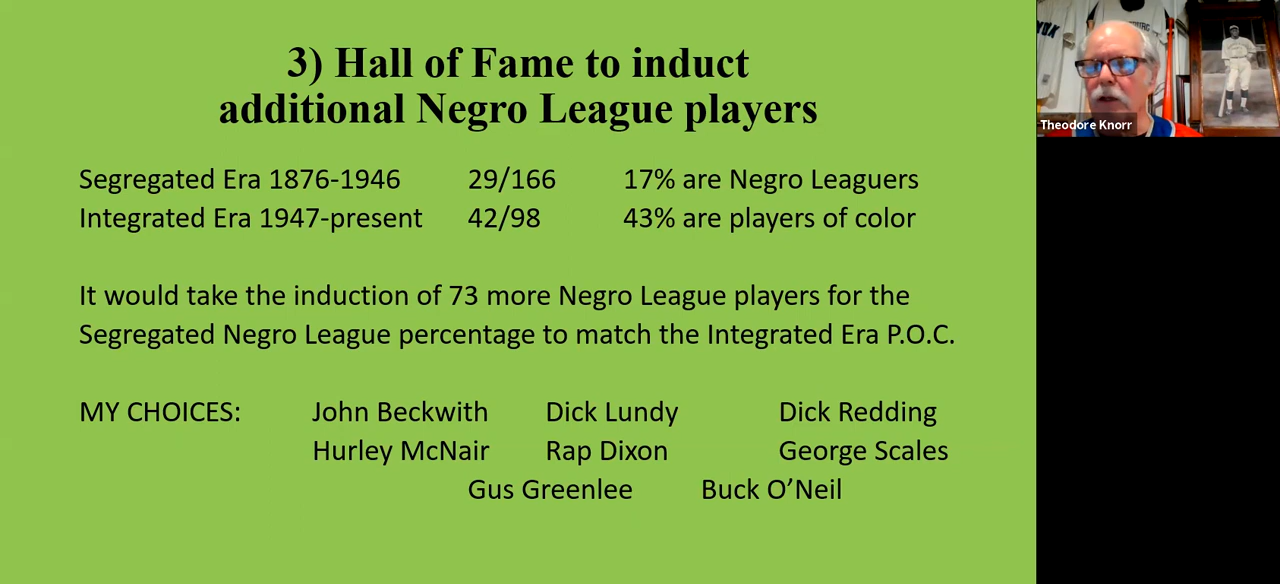 3) Hall of Fame to induct
additional Negro League players
Segregated Era 1876-1946 29/166 17% are Negro Leaguers
Integrated Era 1947-present 42/98 43% are players of color
It would take the induction of 73 more Negro League players for the
Segregated Negro League percentage to match the Integrated Era P.O.C.
MY CHOICES: John Beckwith Dick Lundy Dick Redding
Hurley McNair Rap Dixon George Scales
Gus Greenlee Buck O’Neil
Theodore Knorr